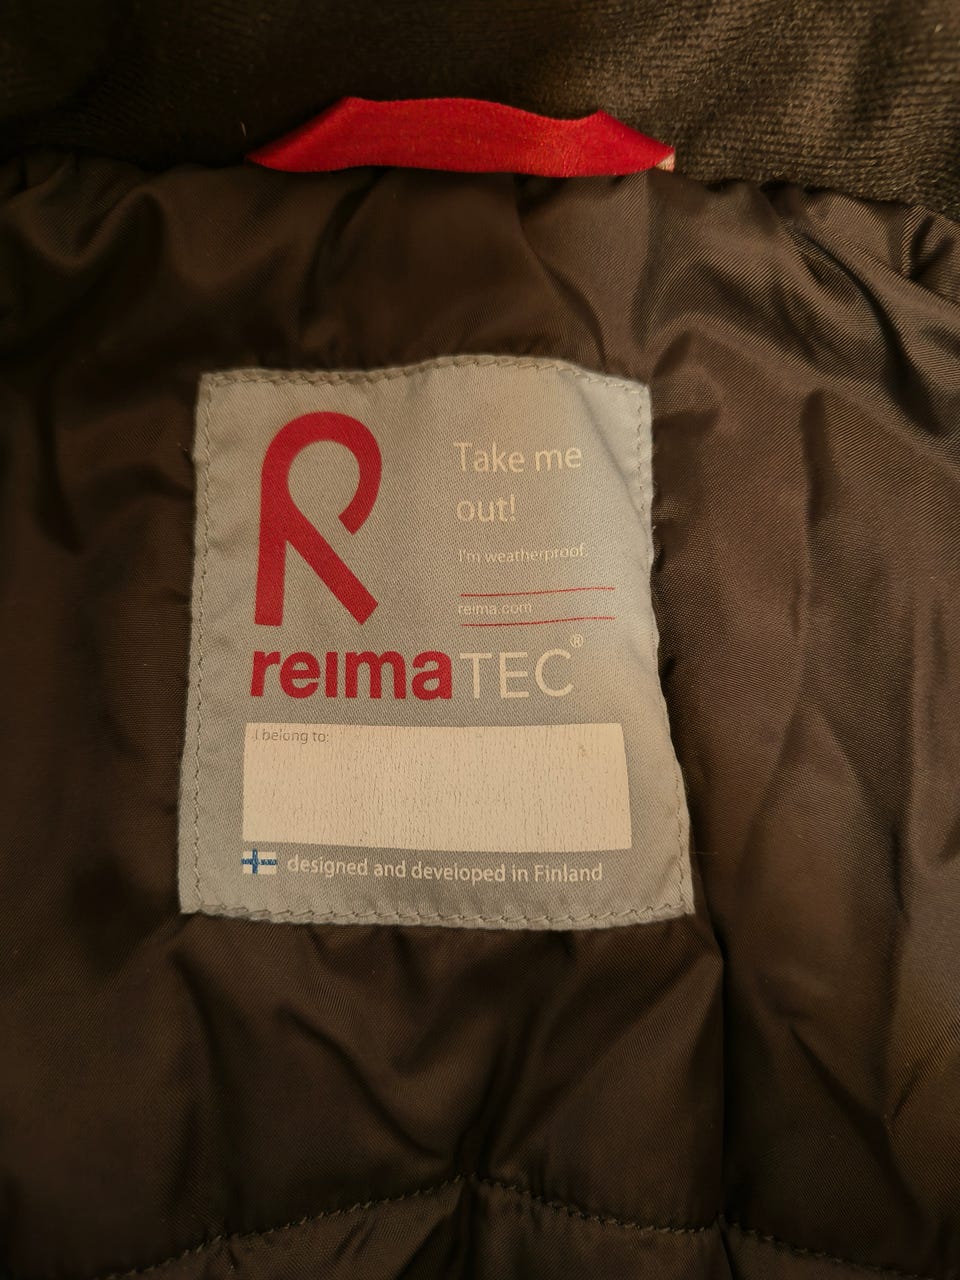 R
Take me
out!
I'm weatherproof.
reima.com
reimaTEC®
I belong to:
designed and developed in Finland